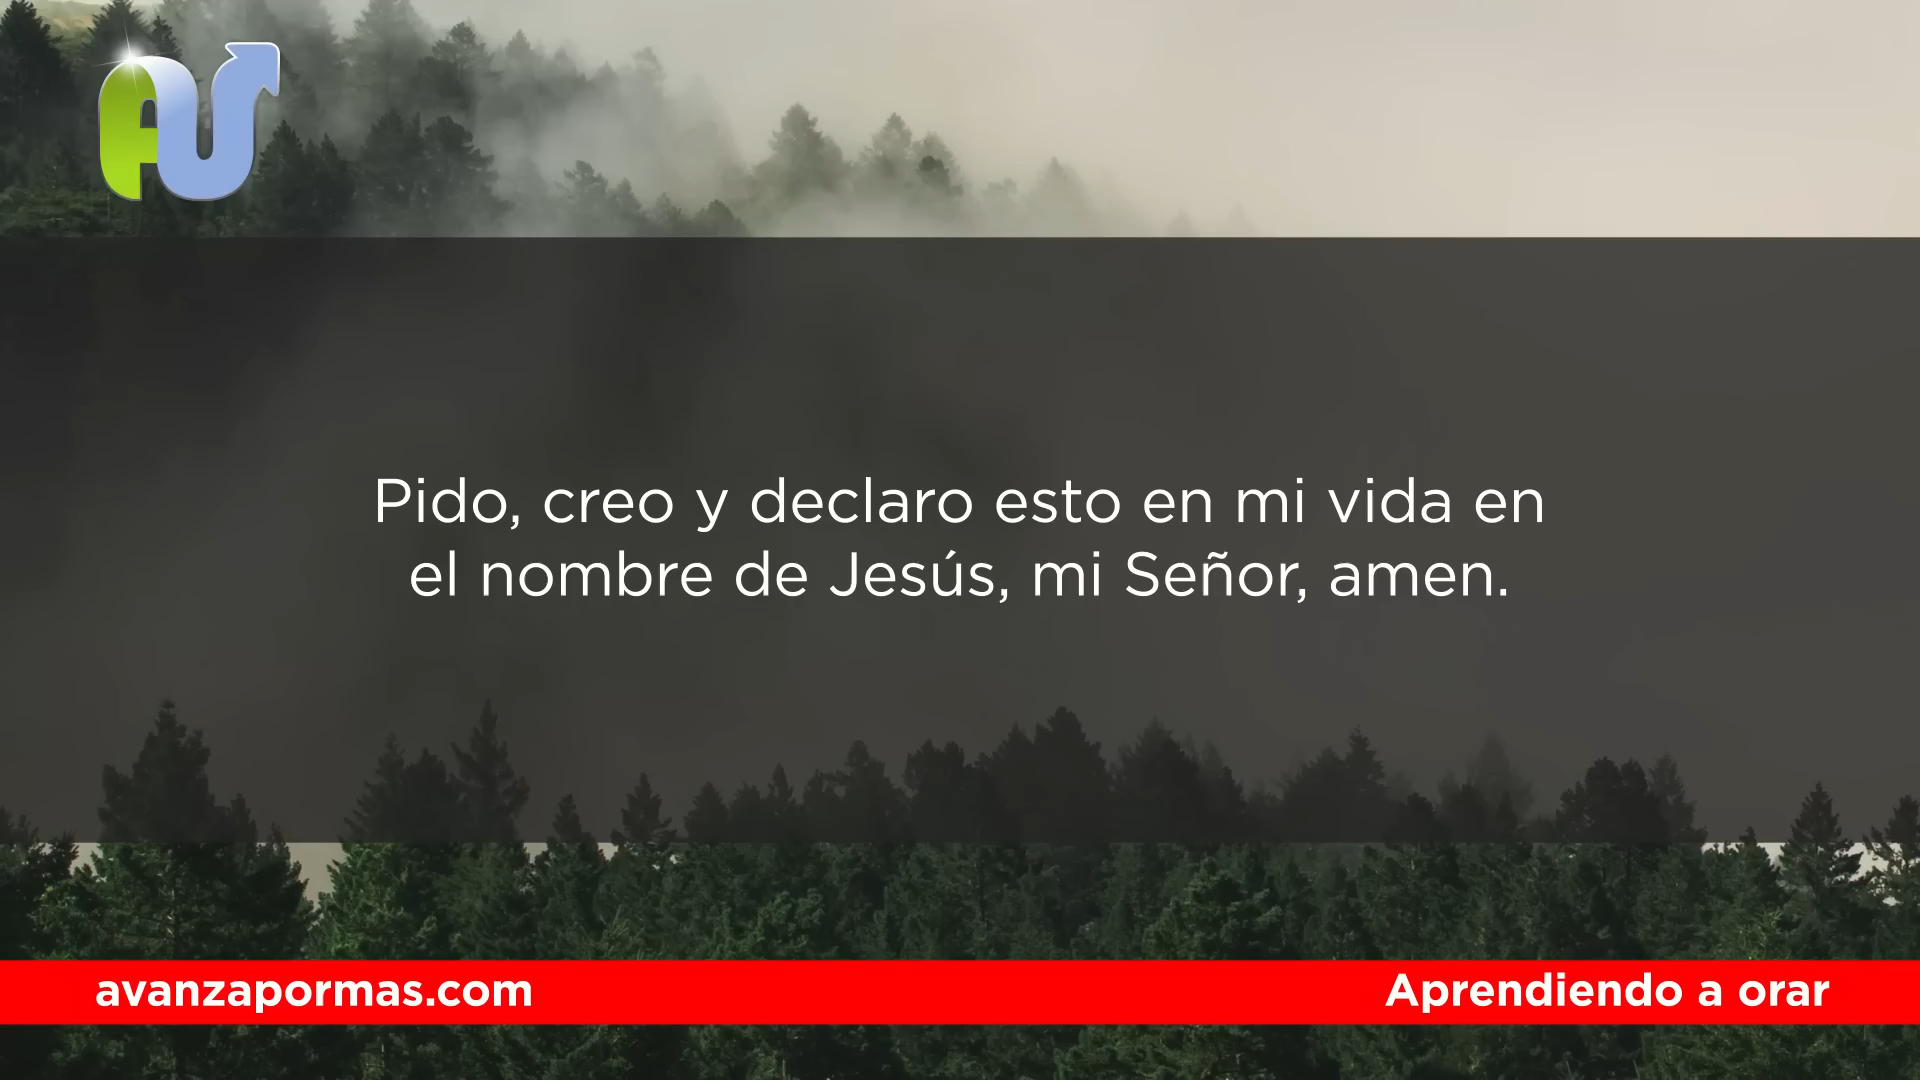 Pido, creo y declaro esto en mi vida en
el nombre de Jesús, mi Señor, amen.
avanzapormas.com
Aprendiendo a orar